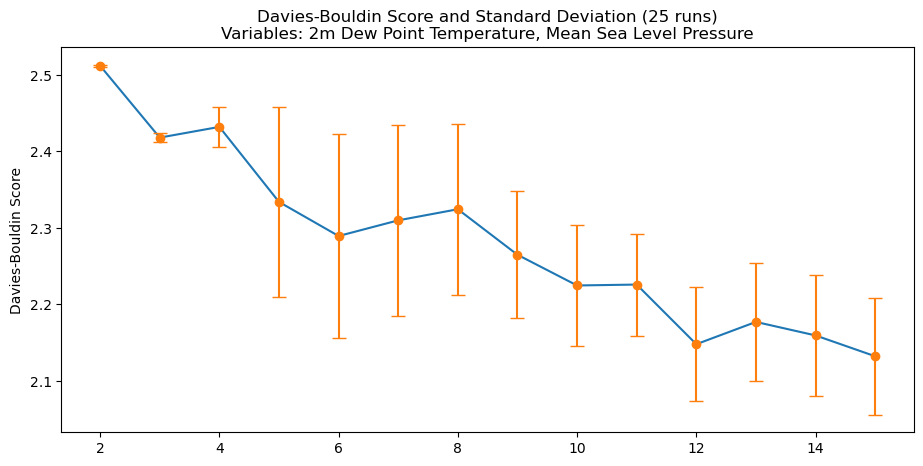 Davies-Bouldin Score and Standard Deviation (25 runs)
Variables: 2m Dew Point Temperature, Mean Sea Level Pressure
Davies-Bouldin Score
2.5
2.4
2.3
2.2
2.1
2 4 6 8 10 12 14